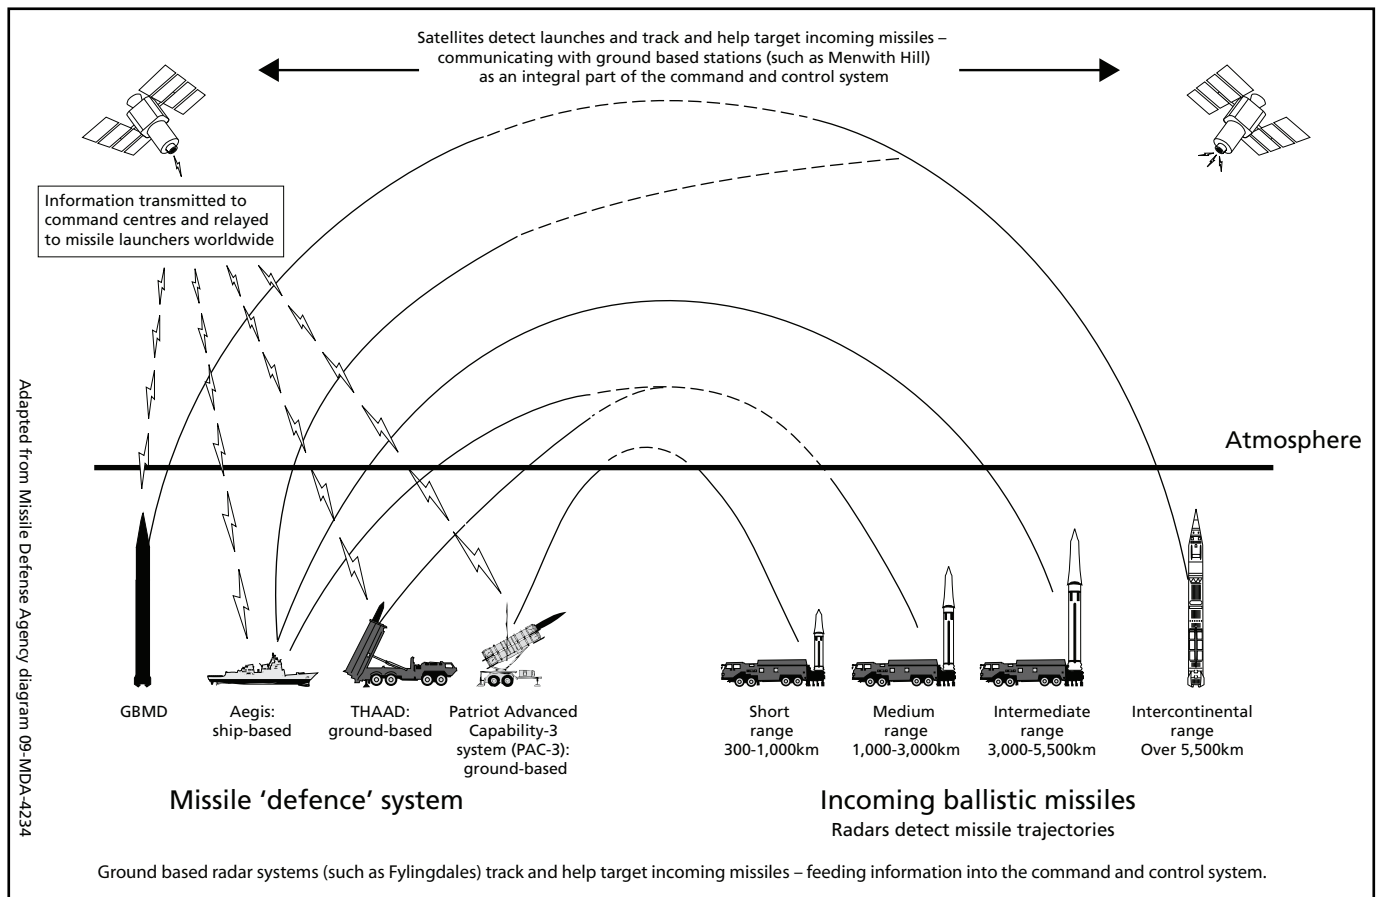 Satellites detect launches and track and help target incoming missiles –
communicating with ground based stations (such as Menwith Hill)
as an integral part of the command and control system
Information transmitted to
command centres and relayed
to missile launchers worldwide
Adapted from Missile Defense Agency diagram 09-MDA-4234
Atmosphere
GBMD
Aegis:
ship-based
THAAD:
ground-based
Patriot Advanced
Capability-3
system (PAC-3):
ground-based
Short
range
300-1,000km
Medium
range
1,000-3,000km
Intermediate
range
3,000-5,500km
Intercontinental
range
Over 5,500km
Missile ‘defence’ system
Incoming ballistic missiles
Radars detect missile trajectories
Ground based radar systems (such as Fylingdales) track and help target incoming missiles – feeding information into the command and control system.